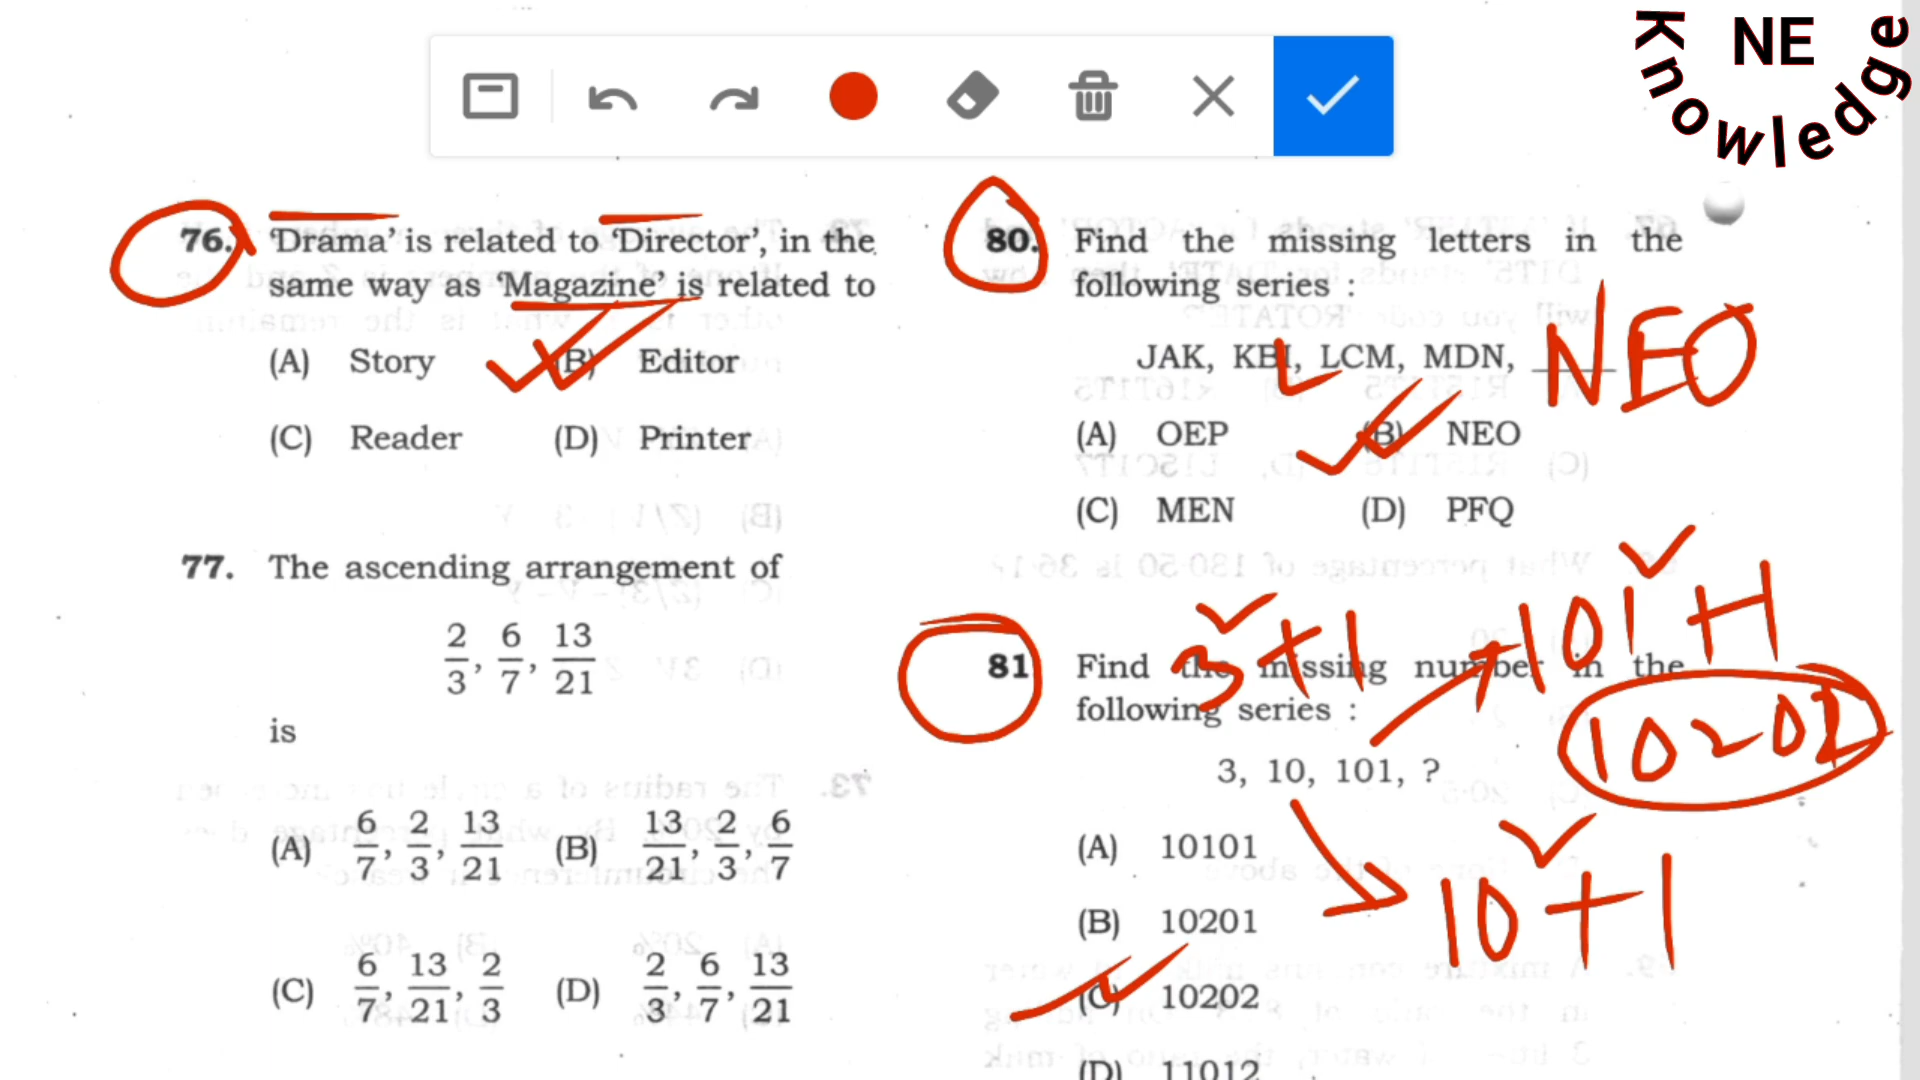 NE
Knowledge
76. 'Drama' is related to 'Director', in the
same way as 'Magazine' is related to
(A) Story (B) Editor
(C) Reader (D) Printer
77. The ascending arrangement of
2/3, 6/7, 13/21
is
(A) 6/7, 2/3, 13/21 (B) 13/21, 2/3, 6/7
(C) 6/7, 13/21, 2/3 (D) 2/3, 6/7, 13/21
80. Find the missing letters in the
following series :
JAK, KBL, LCM, MDN, ____ NEO
(A) OEP (B) NEO
(C) MEN (D) PFQ
3+1
101+1
81 Find the missing number in the
following series :
10202
3, 10, 101, ?
(A) 10101
10+1
(B) 10201
(C) 10202
(D) 11012